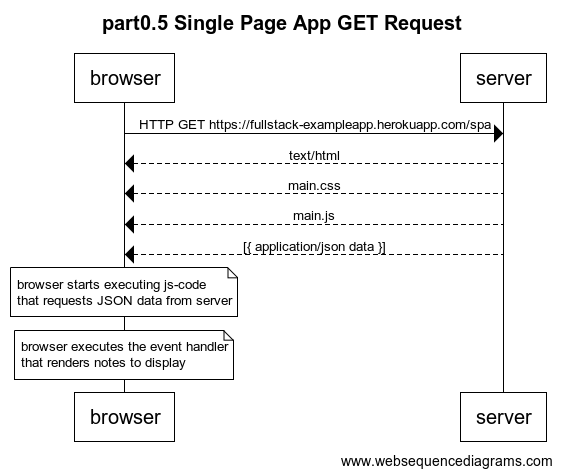 part0.5 Single Page App GET Request
browser
server
HTTP GET https://fullstack-exampleapp.herokuapp.com/spa
text/html
main.css
main.js
[{ application/json data }]
browser starts executing js-code
that requests JSON data from server
browser executes the event handler
that renders notes to display
browser
server
www.websequencediagrams.com